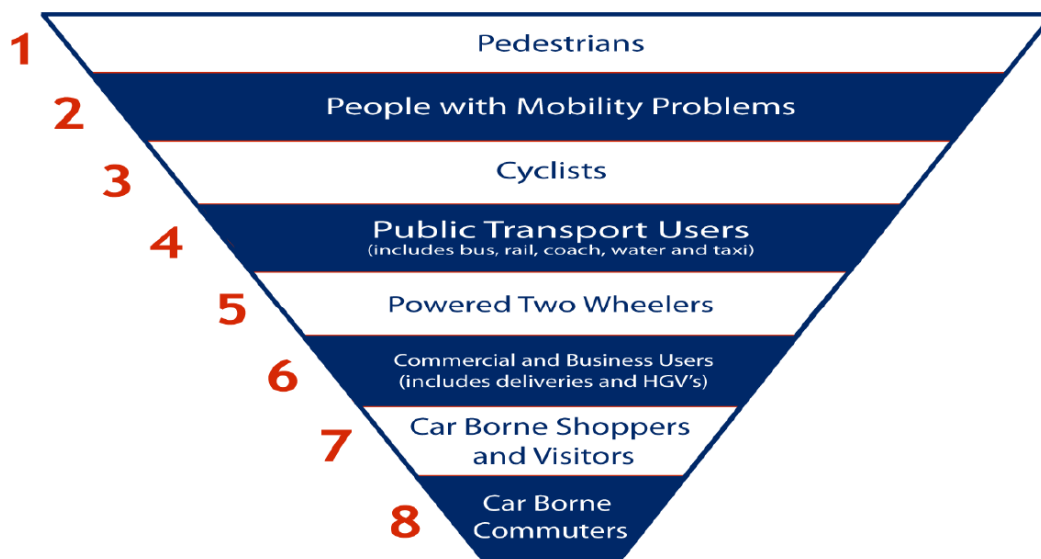 1 Pedestrians
2 People with Mobility Problems
3 Cyclists
4 Public Transport Users
(includes bus, rail, coach, water and taxi)
5 Powered Two Wheelers
6 Commercial and Business Users
(includes deliveries and HGV's)
7 Car Borne Shoppers
and Visitors
8 Car Borne
Commuters